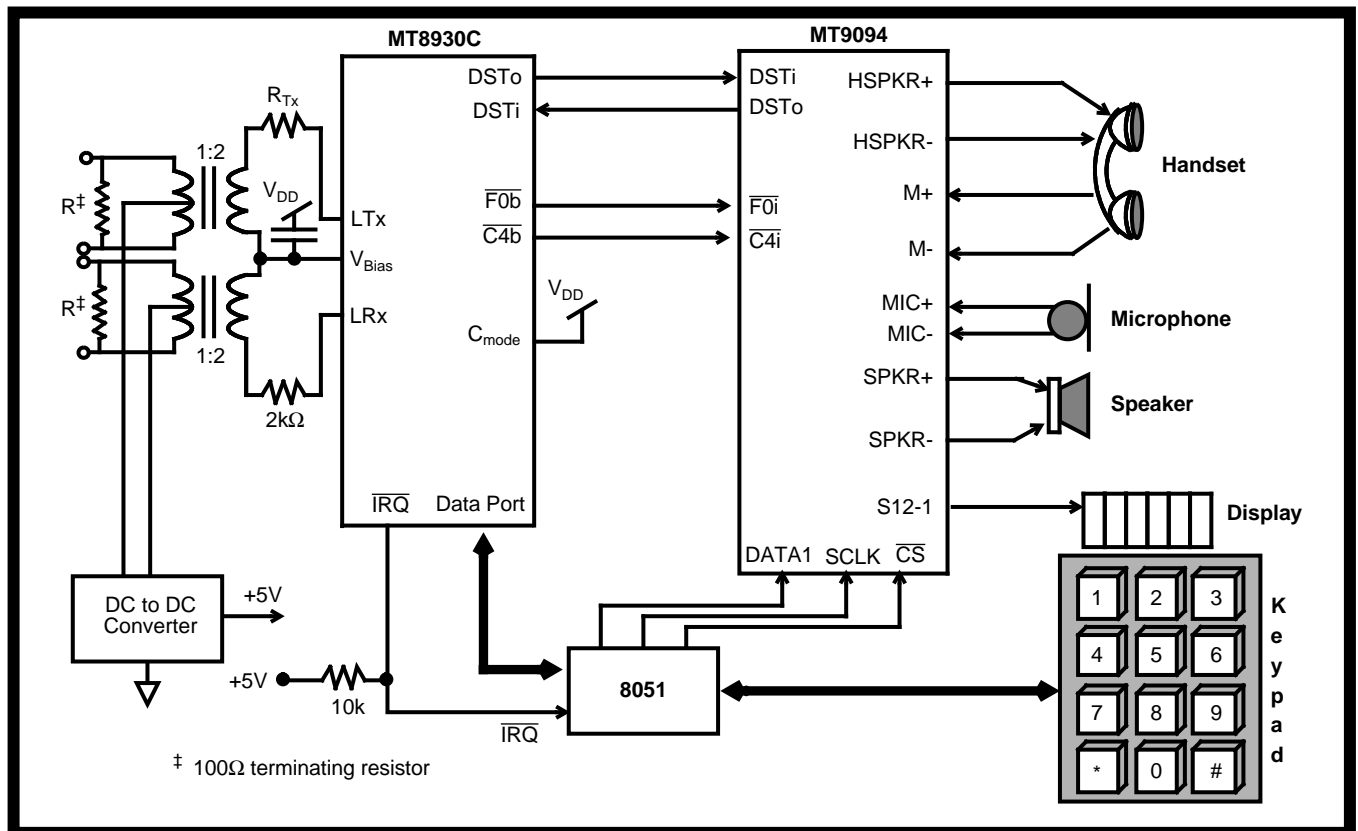 MT8930C
MT9094
DSTo
DSTi
F0b
C4b
LTx
VBias
LRx
Cmode
VDD
IRQ
Data Port
RTx
1:2
VDD
R‡
R‡
1:2
2kΩ
DSTi
DSTo
F0i
C4i
HSPKR+
HSPKR-
M+
M-
MIC+
MIC-
SPKR+
SPKR-
S12-1
DATA1 SCLK CS
Handset
Microphone
Speaker
Display
DC to DC
Converter
+5V
+5V
10k
IRQ
8051
1 2 3
4 5 6
7 8 9
* 0 #
Keypad
‡ 100Ω terminating resistor